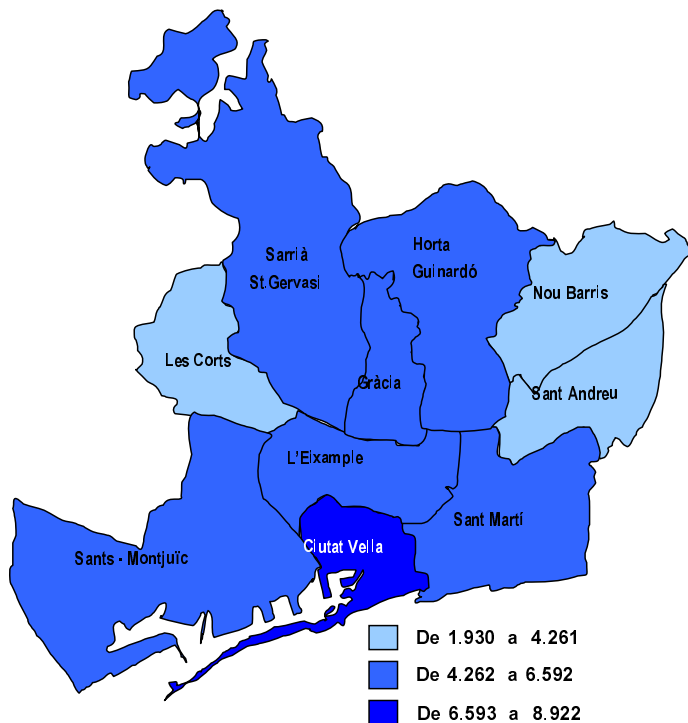 Sarrià
St.Gervasi
Horta
Guinardó
Nou Barris
Les Corts
Gràcia
Sant Andreu
L'Eixample
Sant Martí
Ciutat Vella
Sants - Montjuïc
De 1.930 a 4.261
De 4.262 a 6.592
De 6.593 a 8.922